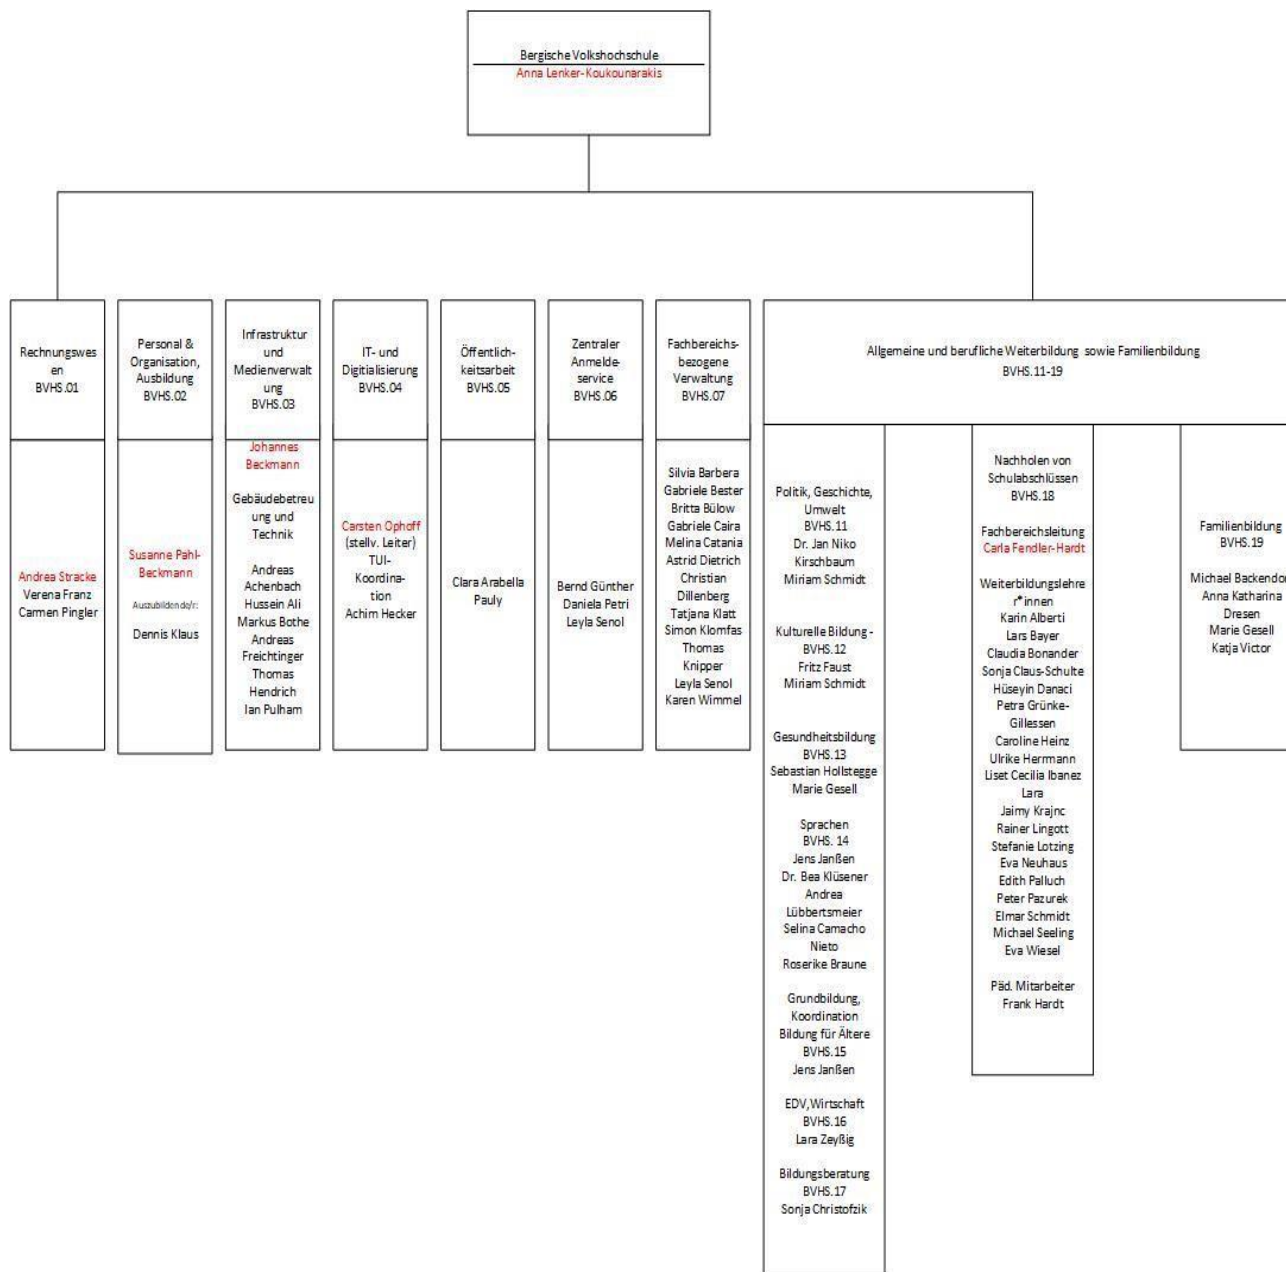 Bergische Volkshochschule
Anna Lenker-Koukounarakis
Rechnungswes
en
BVHS.01
Personal &
Organisation,
Ausbildung
BVHS.02
Infrastruktur
und
Medienverwalt
ung
BVHS.03
IT- und
Digitialisierung
BVHS.04
Öffentlich-
keitsarbeit
BVHS.05
Zentraler
Anmelde-
service
BVHS.06
Fachbereichs-
bezogene
Verwaltung
BVHS.07
Allgemeine und berufliche Weiterbildung sowie Familienbildung
BVHS.11-19
Andrea Stracke
Verena Franz
Carmen Pingler
Susanne Pahl-
Beckmann
Auszubildende/r:
Dennis Klaus
Johannes
Beckmann
Gebäudebetreu
ung und
Technik
Andreas
Achenbach
Hussein Ali
Markus Bothe
Andreas
Freichtinger
Thomas
Hendrich
Ian Pulham
Carsten Ophoff
(stellv. Leiter)
TUI-
Koordina-
tion
Achim Hecker
Clara Arabella
Pauly
Bernd Günther
Daniela Petri
Leyla Senol
Silvia Barbera
Gabriele Bester
Britta Bülow
Gabriele Caira
Melina Catania
Astrid Dietrich
Christian
Dillenberg
Tatjana Klatt
Simon Klomfas
Thomas
Knipper
Leyla Senol
Karen Wimmel
Politik, Geschichte,
Umwelt
BVHS.11
Dr. Jan Niko
Kirschbaum
Miriam Schmidt
Kulturelle Bildung -
BVHS.12
Fritz Faust
Miriam Schmidt
Gesundheitsbildung
BVHS.13
Sebastian Hollstegge
Marie Gesell
Sprachen
BVHS. 14
Jens Janßen
Dr. Bea Klüsener
Andrea
Lübbertsmeier
Selina Camacho
Nieto
Roserike Braune
Grundbildung,
Koordination
Bildung für Ältere
BVHS.15
Jens Janßen
EDV,Wirtschaft
BVHS.16
Lara Zeyßig
Bildungsberatung
BVHS.17
Sonja Christofzik
Nachholen von
Schulabschlüssen
BVHS.18
Fachbereichsleitung
Carla Fendler-Hardt
Weiterbildungslehre
r*innen
Karin Alberti
Lars Bayer
Claudia Bonander
Sonja Claus-Schulte
Hüseyin Danaci
Petra Grünke-
Gillessen
Caroline Heinz
Ulrike Herrmann
Liset Cecilia Ibanez
Lara
Jaimy Krajnc
Rainer Lingott
Stefanie Lotzing
Eva Neuhaus
Edith Palluch
Peter Pazurek
Elmar Schmidt
Michael Seeling
Eva Wiesel
Päd. Mitarbeiter
Frank Hardt
Familienbildung
BVHS.19
Michael Backendor
Anna Katharina
Dresen
Marie Gesell
Katja Victor